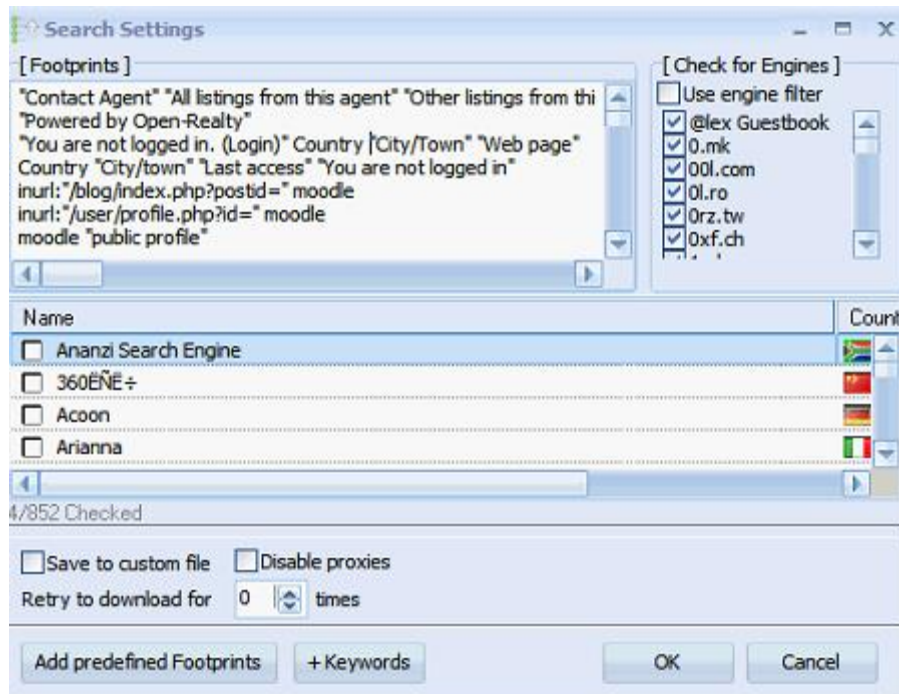 Search Settings
[ Footprints ]
"Contact Agent" "All listings from this agent" "Other listings from thi
"Powered by Open-Realty"
"You are not logged in. (Login)" Country "City/Town" "Web page"
Country "City/town" "Last access" "You are not logged in"
inurl:"/blog/index.php?postid=" moodle
inurl:"/user/profile.php?id=" moodle
moodle "public profile"
[ Check for Engines ]
Use engine filter
@lex Guestbook
0.mk
00l.com
0l.ro
0rz.tw
0xf.ch
Name Count
Ananzi Search Engine
360ËÑË÷
Acoon
Arianna
4/852 Checked
Save to custom file Disable proxies
Retry to download for 0 times
Add predefined Footprints + Keywords OK Cancel